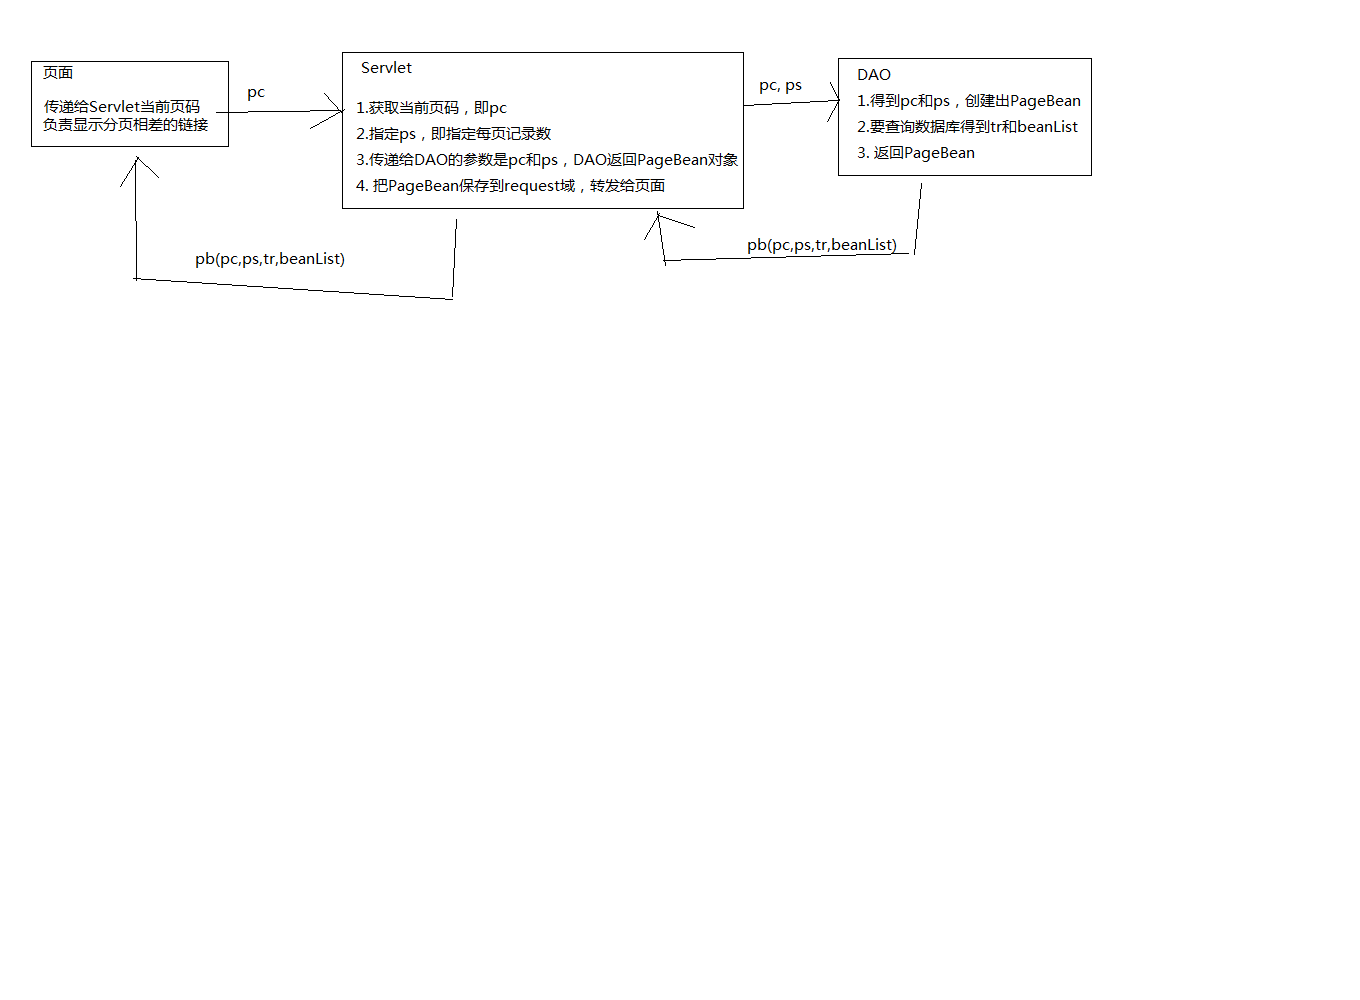 页面
传递给Servlet当前页码
负责显示分页相差的链接
pc
Servlet
1.获取当前页码，即pc
2.指定ps，即指定每页记录数
3.传递给DAO的参数是pc和ps，DAO返回PageBean对象
4. 把PageBean保存到request域，转发给页面
pc, ps
DAO
1.得到pc和ps，创建出PageBean
2.要查询数据库得到tr和beanList
3. 返回PageBean
pb(pc,ps,tr,beanList)
pb(pc,ps,tr,beanList)